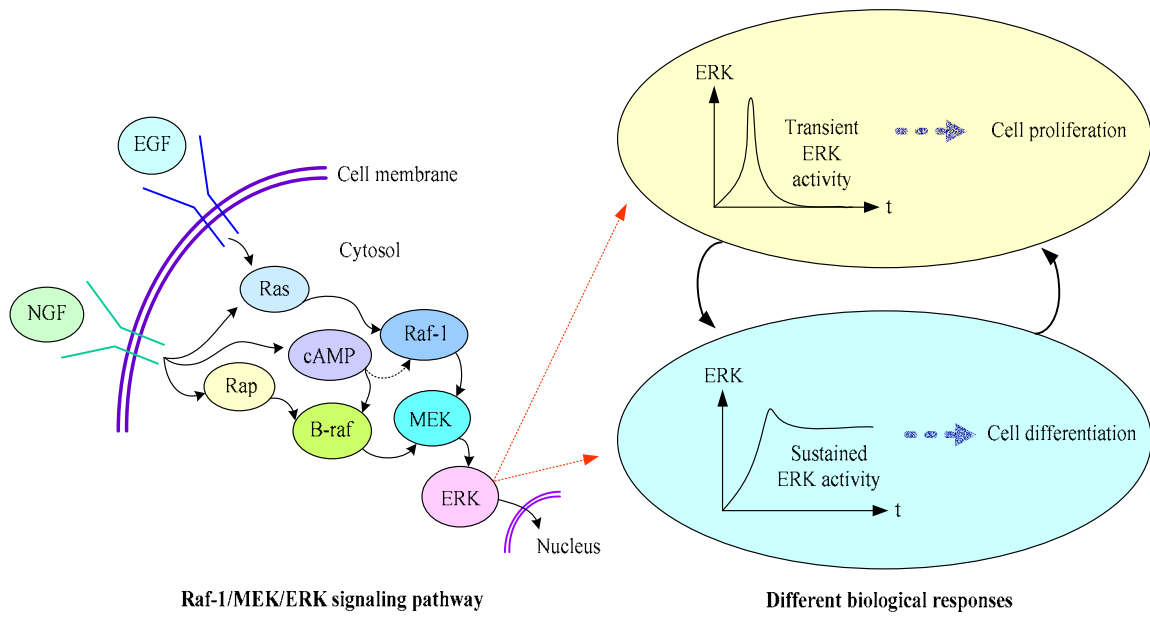 EGF
Cell membrane
Cytosol
NGF
Ras
Raf-1
cAMP
Rap
B-raf
MEK
ERK
Nucleus
Raf-1/MEK/ERK signaling pathway
ERK
Transient
ERK
activity
t
Cell proliferation
ERK
Sustained
ERK activity
t
Cell differentiation
Different biological responses